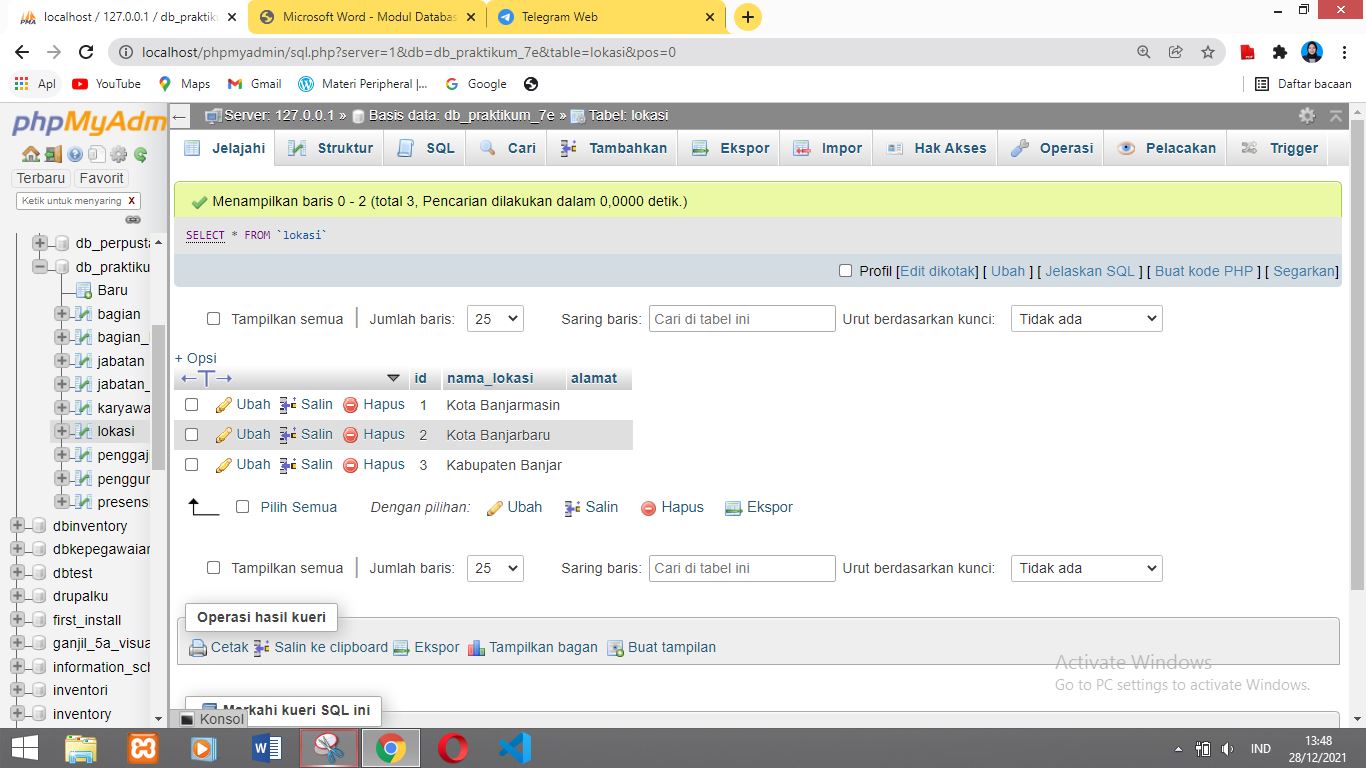 localhost / 127.0.0.1 / db_praktik
Microsoft Word - Modul Databas
Telegram Web
localhost/phpmyadmin/sql.php?server=1&db=db_praktikum_7e&table=lokasi&pos=0
Apl YouTube Maps Gmail Materi Peripheral |... Google Daftar bacaan
phpMyAdm
Server: 127.0.0.1 » Basis data: db_praktikum_7e » Tabel: lokasi
Jelajahi Struktur SQL Cari Tambahkan Ekspor Impor Hak Akses Operasi Pelacakan Trigger
Terbaru Favorit
Ketik untuk menyaring X
db_perpust
db_praktiku
Baru
bagian
bagian_
jabatan
jabatan_
karyawa
lokasi
penggaj
penggun
presens
dbinventory
dbkepegawaian
dbtest
drupalku
first_install
ganjil_5a_visua
information_sch
inventori
inventory
Menampilkan baris 0 - 2 (total 3, Pencarian dilakukan dalam 0,0000 detik.)
SELECT * FROM `lokasi`
Profil [Edit dikotak] [ Ubah ] [ Jelaskan SQL ] [ Buat kode PHP ] [ Segarkan]
Tampilkan semua | Jumlah baris: 25 Saring baris: Cari di tabel ini Urut berdasarkan kunci: Tidak ada
+ Opsi
←T→ id nama_lokasi alamat
Ubah Salin Hapus 1 Kota Banjarmasin
Ubah Salin Hapus 2 Kota Banjarbaru
Ubah Salin Hapus 3 Kabupaten Banjar
Pilih Semua Dengan pilihan: Ubah Salin Hapus Ekspor
Tampilkan semua | Jumlah baris: 25 Saring baris: Cari di tabel ini Urut berdasarkan kunci: Tidak ada
Operasi hasil kueri
Cetak Salin ke clipboard Ekspor Tampilkan bagan Buat tampilan
Activate Windows
Go to PC settings to activate Windows.
Markahi kueri SQL ini
Konsol
IND
13:48
28/12/2021